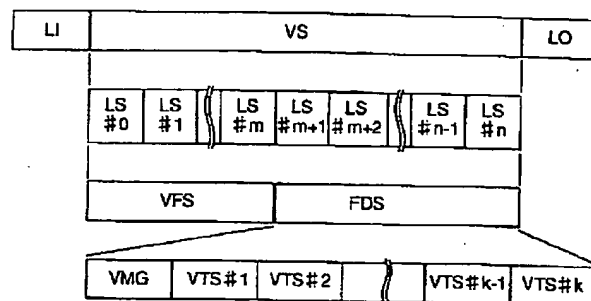 LI VS LO
LS LS LS LS LS LS LS
#0 #1 #m #m+1 #m+2 #n-1 #n
VFS FDS
VMG VTS#1 VTS#2 VTS#k-1 VTS#k